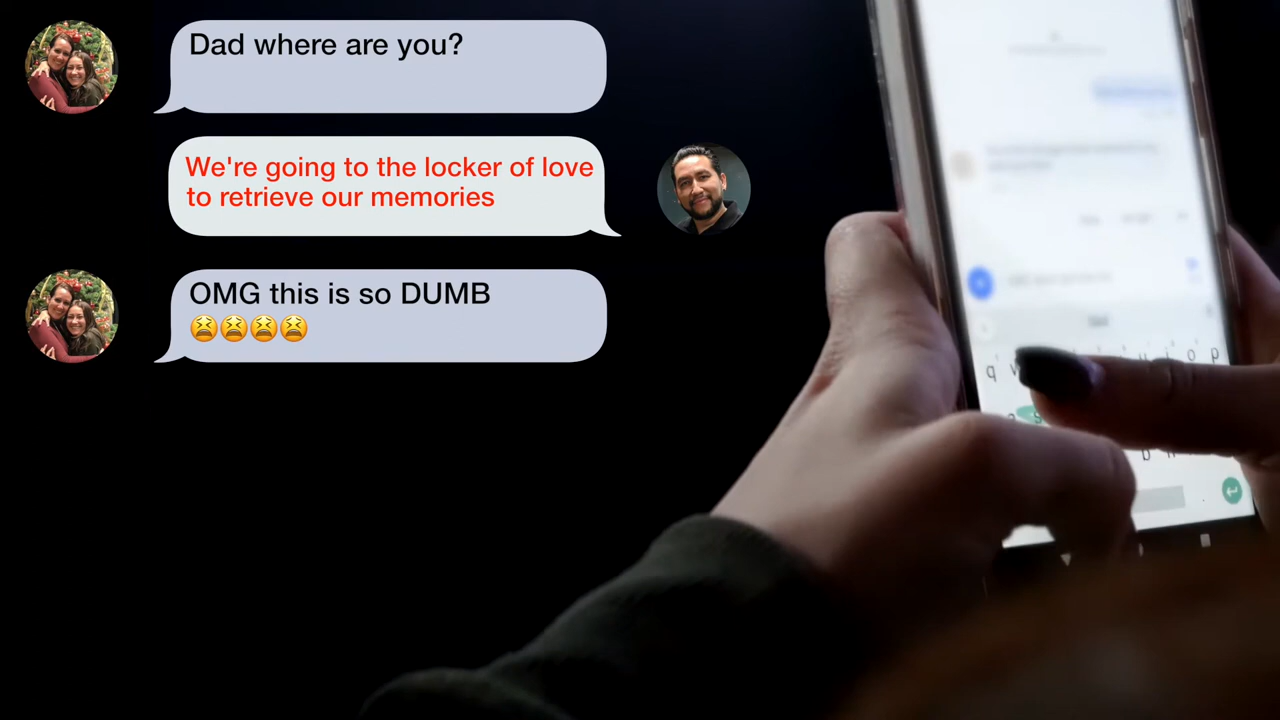 Dad where are you?
We're going to the locker of love
to retrieve our memories
OMG this is so DUMB
😫😫😫😫
q w u i o p